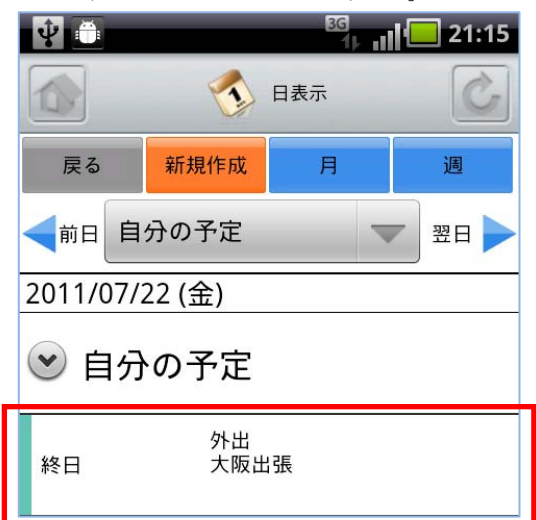 3G 21:15
1 日表示
戻る 新規作成 月 週
前日 自分の予定 翌日
2011/07/22 (金)
自分の予定
外出
終日 大阪出張